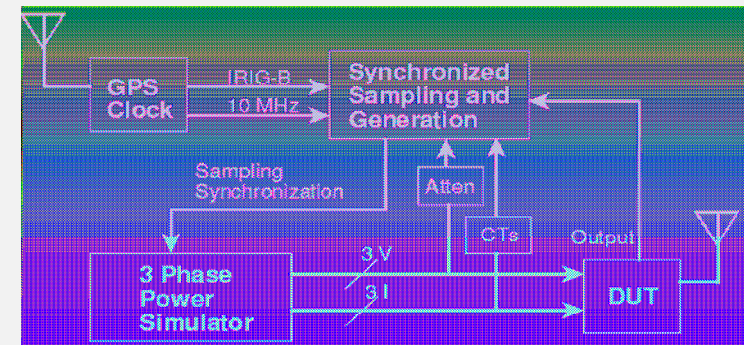 GPS
Clock
IRIG-B
10 MHz
Synchronized
Sampling and
Generation
Sampling
Synchronization
Atten
CTs
Output
3 Phase
Power
Simulator
3 V
3 I
DUT